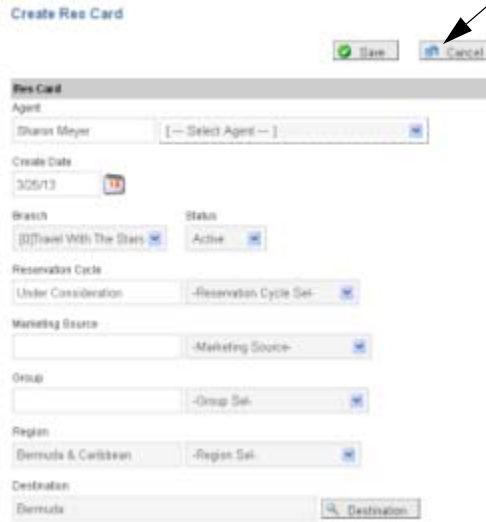 Create Res Card
Save Cancel
Res Card
Agent
Sharon Meyer [ --- Select Agent --- ]
Create Date
3/25/13
Branch Status
[0]Travel With The Stars Active
Reservation Cycle
Under Consideration -Reservation Cycle Sel-
Marketing Source
-Marketing Source-
Group
-Group Sel-
Region
Bermuda & Caribbean -Region Sel-
Destination
Bermuda Destination